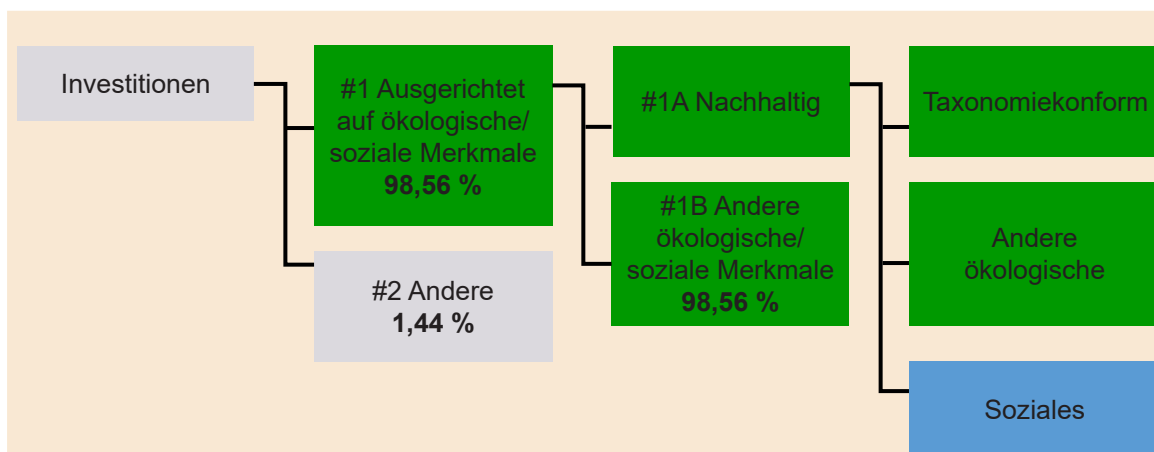 Investitionen
#1 Ausgerichtet
auf ökologische/
soziale Merkmale
98,56 %
#2 Andere
1,44 %
#1A Nachhaltig
#1B Andere
ökologische/
soziale Merkmale
98,56 %
Taxonomiekonform
Andere
ökologische
Soziales